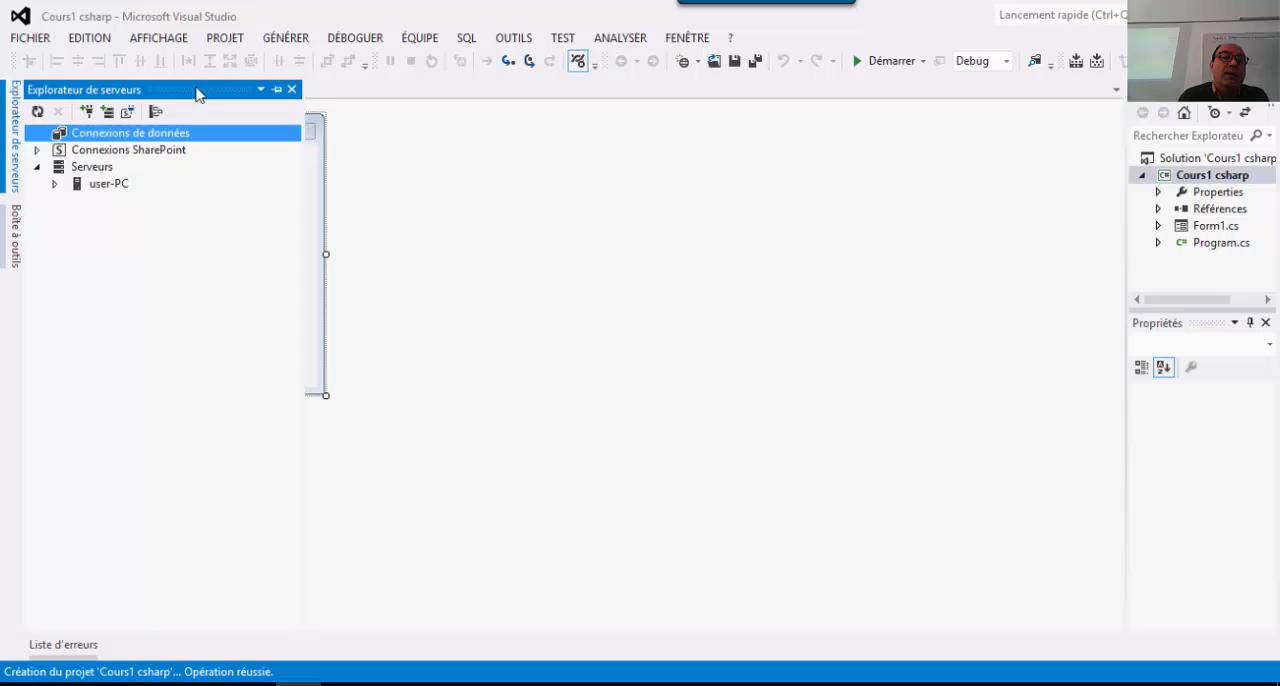 Cours1 csharp - Microsoft Visual Studio
Lancement rapide (Ctrl+Q
FICHIER EDITION AFFICHAGE PROJET GÉNÉRER DÉBOGUER ÉQUIPE SQL OUTILS TEST ANALYSER FENÊTRE ?
Démarrer Debug
Explorateur de serveurs
Explorateur de serveurs
Boîte à outils
Connexions de données
Connexions SharePoint
Serveurs
user-PC
Rechercher Explorateu
Solution 'Cours1 csharp
Cours1 csharp
Properties
Références
Form1.cs
Program.cs
Propriétés
Liste d'erreurs
Création du projet 'Cours1 csharp'... Opération réussie.